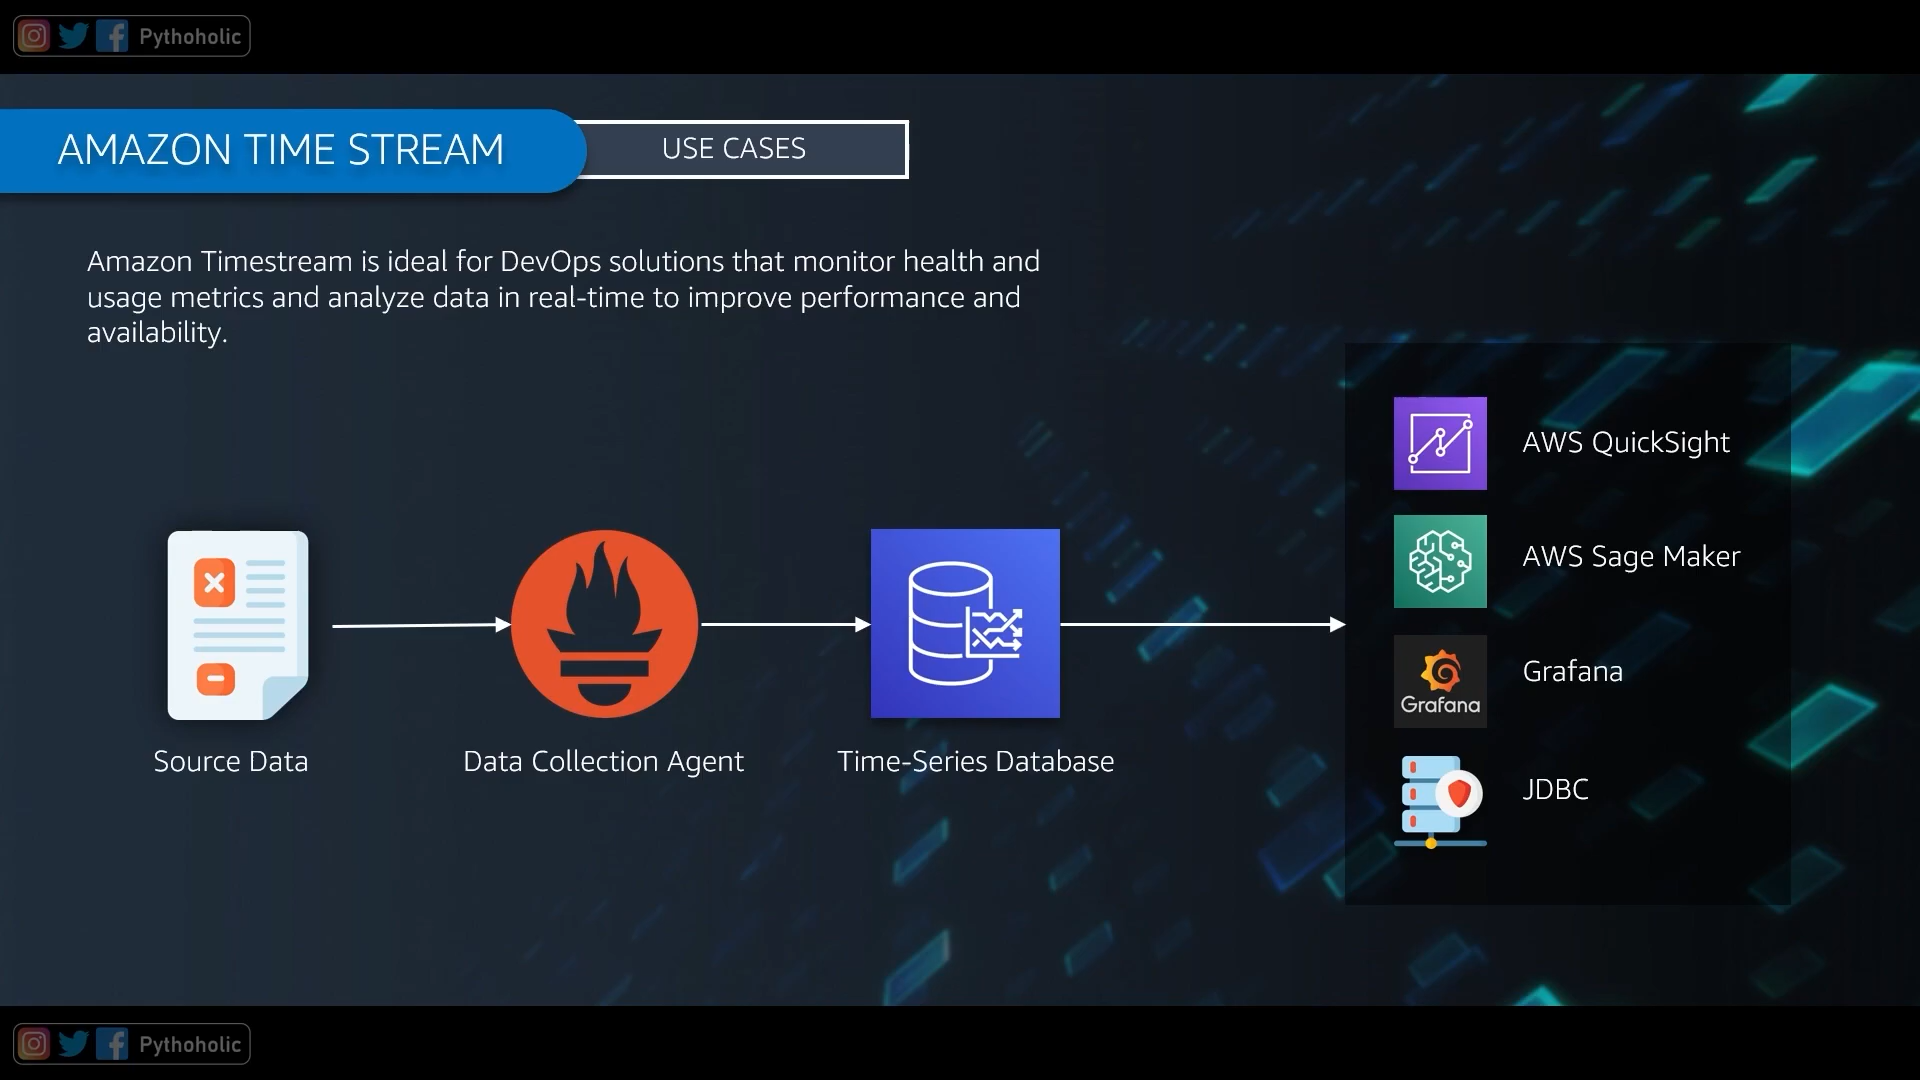 Pythoholic
AMAZON TIME STREAM
USE CASES
Amazon Timestream is ideal for DevOps solutions that monitor health and
usage metrics and analyze data in real-time to improve performance and
availability.
AWS QuickSight
AWS Sage Maker
Grafana
Grafana
JDBC
Source Data
Data Collection Agent
Time-Series Database
Pythoholic